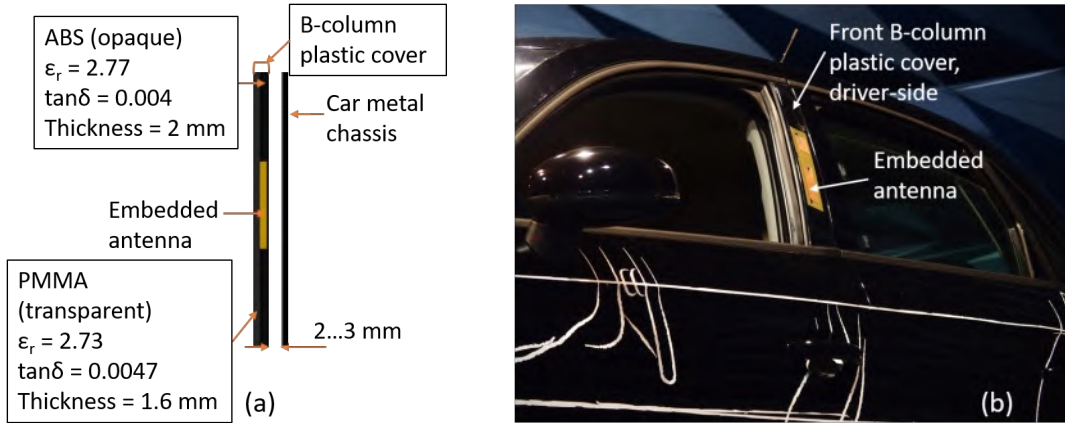 ABS (opaque)
εr = 2.77
tanδ = 0.004
Thickness = 2 mm
B-column
plastic cover
Car metal
chassis
Embedded
antenna
PMMA
(transparent)
εr = 2.73
tanδ = 0.0047
Thickness = 1.6 mm
2...3 mm
(a)
Front B-column
plastic cover,
driver-side
Embedded
antenna
(b)